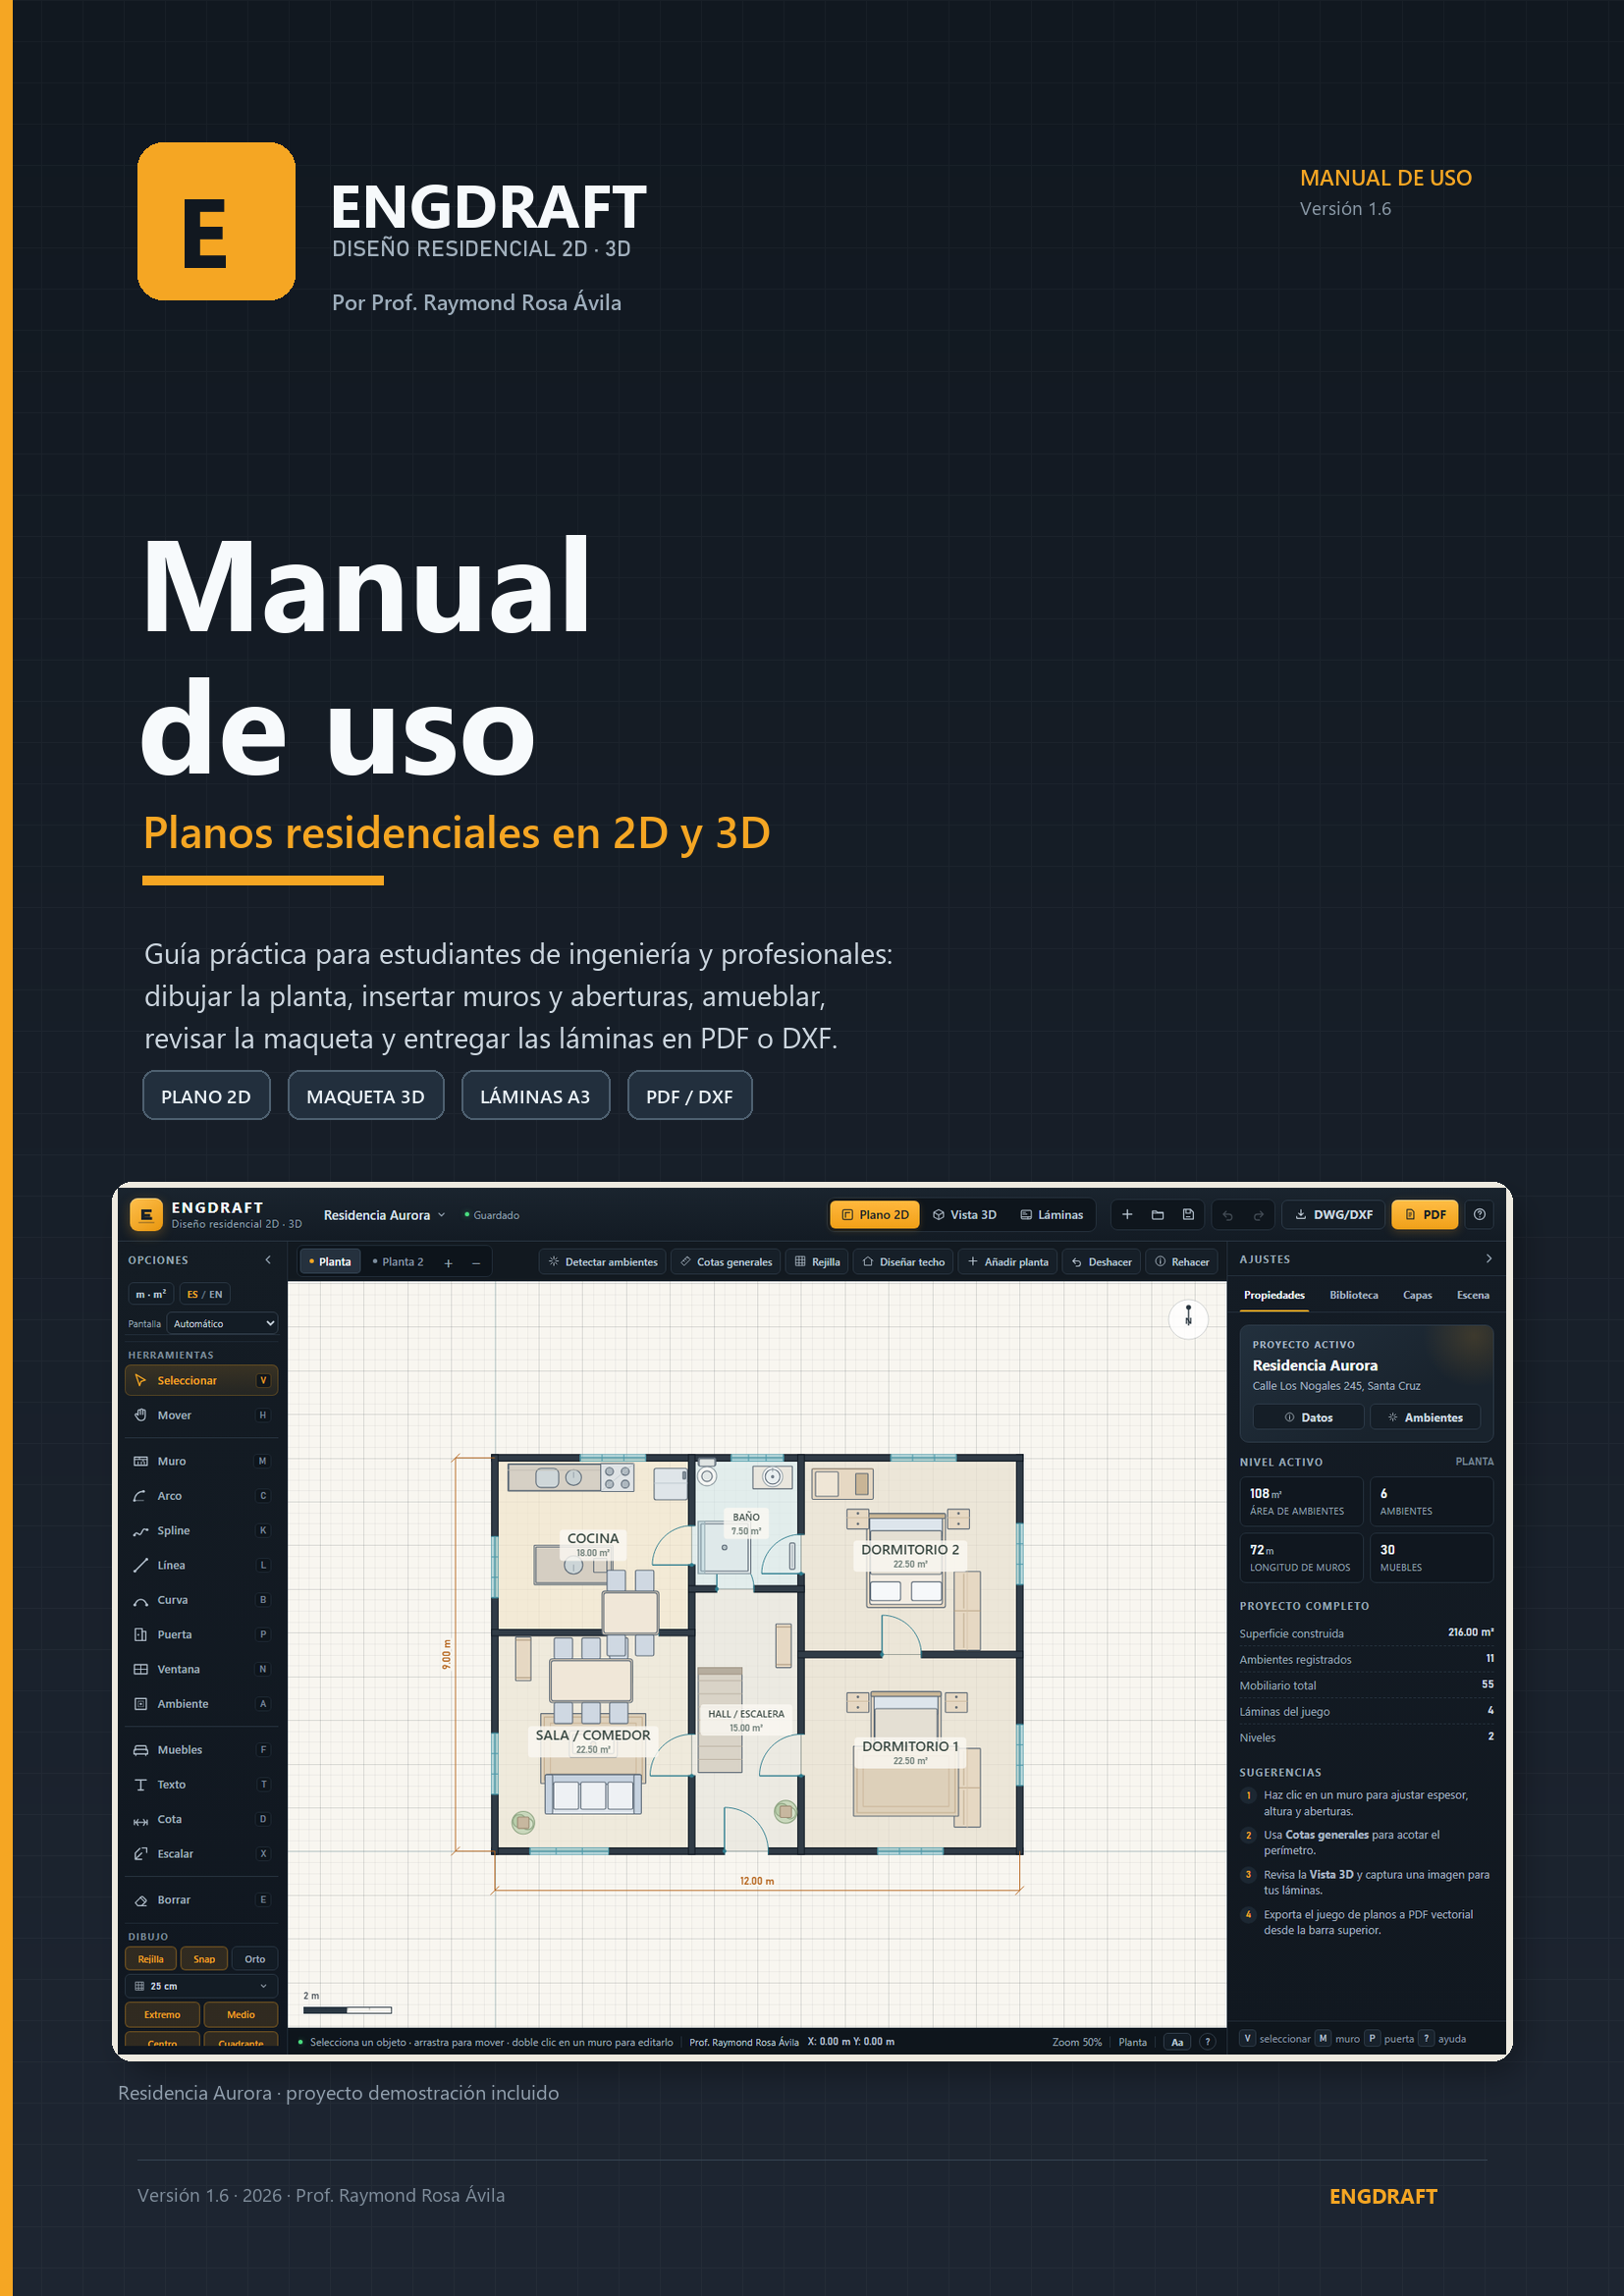 E
ENGDRAFT
DISEÑO RESIDENCIAL 2D · 3D
Por Prof. Raymond Rosa Ávila
MANUAL DE USO
Versión 1.6
Manual
de uso
Planos residenciales en 2D y 3D
Guía práctica para estudiantes de ingeniería y profesionales:
dibujar la planta, insertar muros y aberturas, amueblar,
revisar la maqueta y entregar las láminas en PDF o DXF.
PLANO 2D
MAQUETA 3D
LÁMINAS A3
PDF / DXF
E
ENGDRAFT
Diseño residencial 2D · 3D
Residencia Aurora
Guardado
Plano 2D
Vista 3D
Láminas
DWG/DXF
PDF
OPCIONES
m · m²
ES / EN
Pantalla
Automático
HERRAMIENTAS
Seleccionar V
Mover H
Muro M
Arco C
Spline K
Línea L
Curva B
Puerta P
Ventana N
Ambiente A
Muebles F
Texto T
Cota D
Escalar X
Borrar E
DIBUJO
Rejilla
Snap
Orto
25 cm
Extremo
Medio
Centro
Cuadrante
Planta
Planta 2
+
−
Detectar ambientes
Cotas generales
Rejilla
Diseñar techo
Añadir planta
Deshacer
Rehacer
N
COCINA
18.00 m²
BAÑO
7.50 m²
DORMITORIO 2
22.50 m²
9.00 m
HALL / ESCALERA
15.00 m²
SALA / COMEDOR
22.50 m²
DORMITORIO 1
22.50 m²
12.00 m
2 m
Selecciona un objeto · arrastra para mover · doble clic en un muro para editarlo
Prof. Raymond Rosa Ávila
X: 0.00 m Y: 0.00 m
Zoom 50%
Planta
Aa
?
AJUSTES
Propiedades
Biblioteca
Capas
Escena
PROYECTO ACTIVO
Residencia Aurora
Calle Los Nogales 245, Santa Cruz
Datos
Ambientes
NIVEL ACTIVO
PLANTA
108 m²
ÁREA DE AMBIENTES
6
AMBIENTES
72 m
LONGITUD DE MUROS
30
MUEBLES
PROYECTO COMPLETO
Superficie construida 216.00 m²
Ambientes registrados 11
Mobiliario total 55
Láminas del juego 4
Niveles 2
SUGERENCIAS
1 Haz clic en un muro para ajustar espesor,
altura y aberturas.
2 Usa Cotas generales para acotar el
perímetro.
3 Revisa la Vista 3D y captura una imagen para
tus láminas.
4 Exporta el juego de planos a PDF vectorial
desde la barra superior.
V seleccionar M muro P puerta ? ayuda
Residencia Aurora · proyecto demostración incluido
Versión 1.6 · 2026 · Prof. Raymond Rosa Ávila
ENGDRAFT